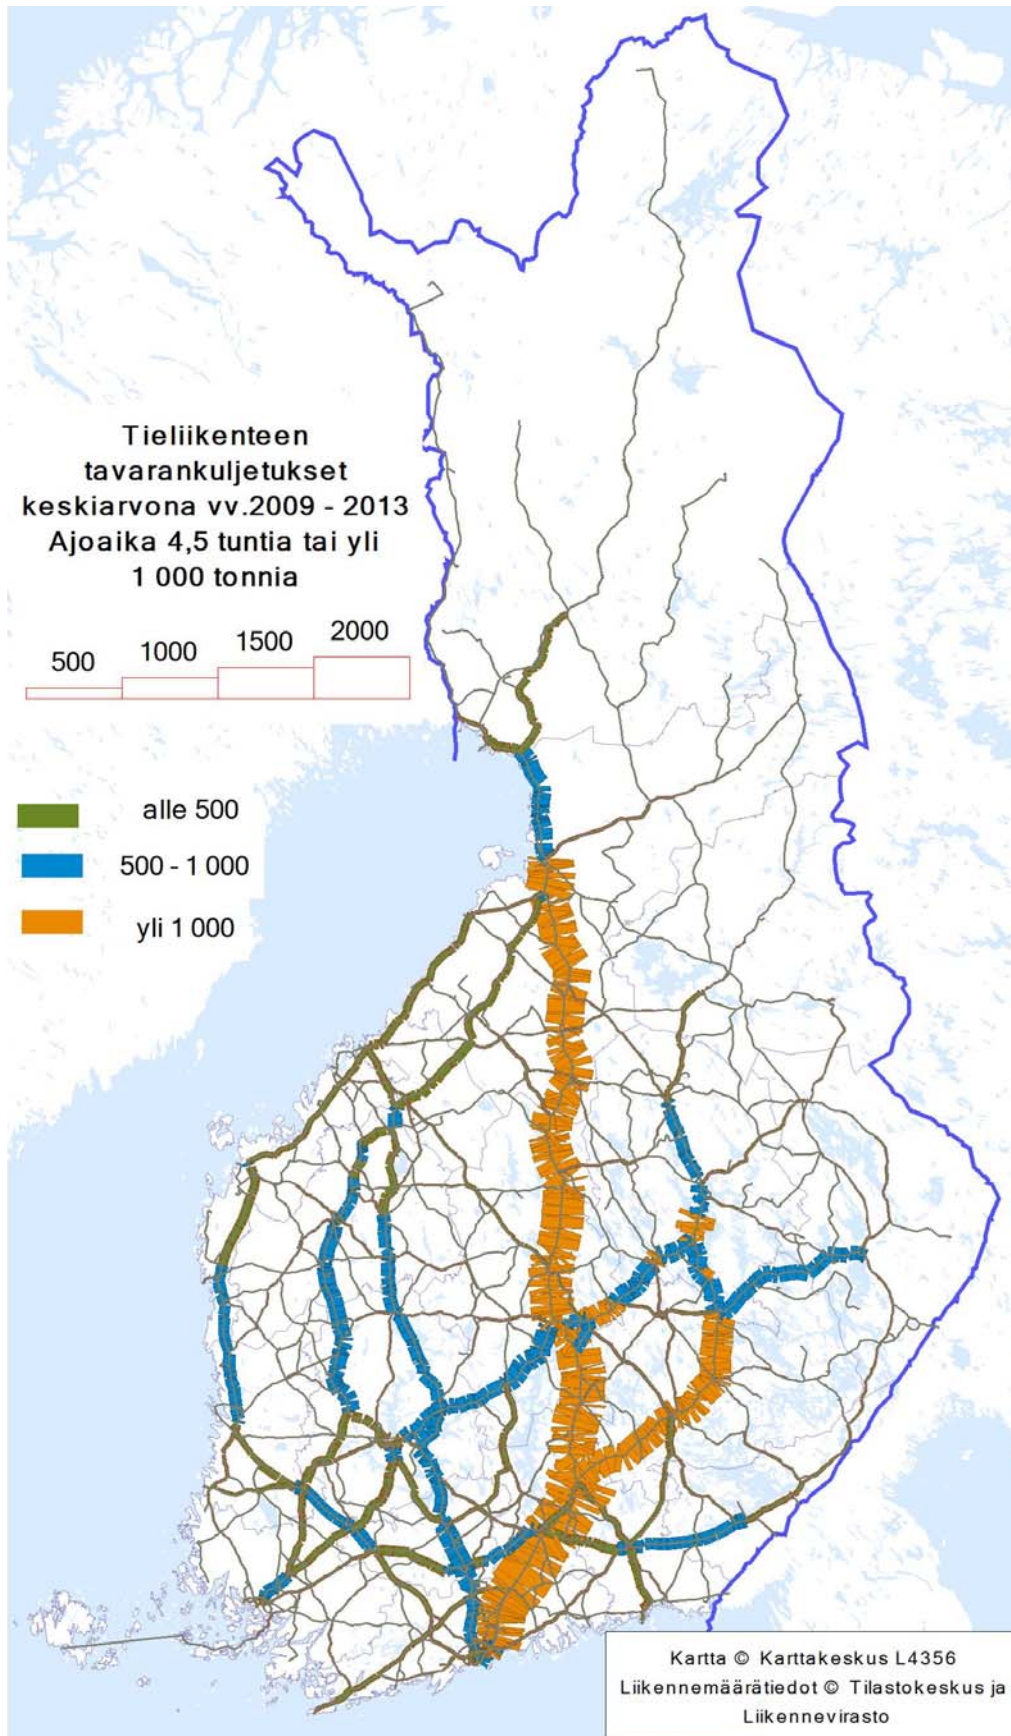 Tieliikenteen
tavarankuljetukset
keskiarvona vv.2009 - 2013
Ajoaika 4,5 tuntia tai yli
1 000 tonnia
500 1000 1500 2000
alle 500
500 - 1 000
yli 1 000
Kartta © Karttakeskus L4356
Liikennemäärätiedot © Tilastokeskus ja
Liikennevirasto